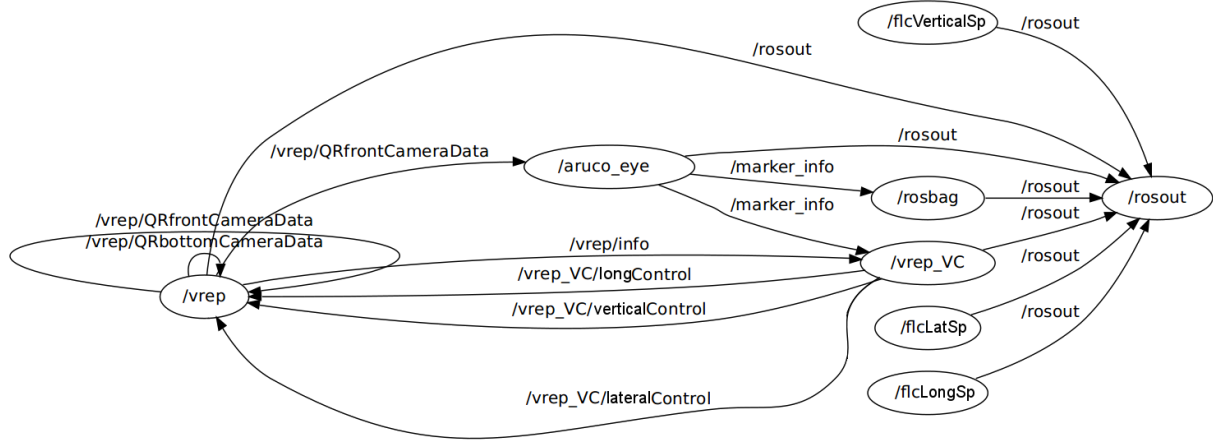 /flcVerticalSp
/rosout
/rosout
/rosout
/vrep/QRfrontCameraData
/aruco_eye
/marker_info
/rosout
/rosbag
/rosout
/marker_info
/rosout
/vrep/QRfrontCameraData
/vrep/QRbottomCameraData
/vrep/info
/vrep_VC
/rosout
/vrep_VC/longControl
/vrep
/vrep_VC/verticalControl
/rosout
/flcLatSp
/flcLongSp
/vrep_VC/lateralControl